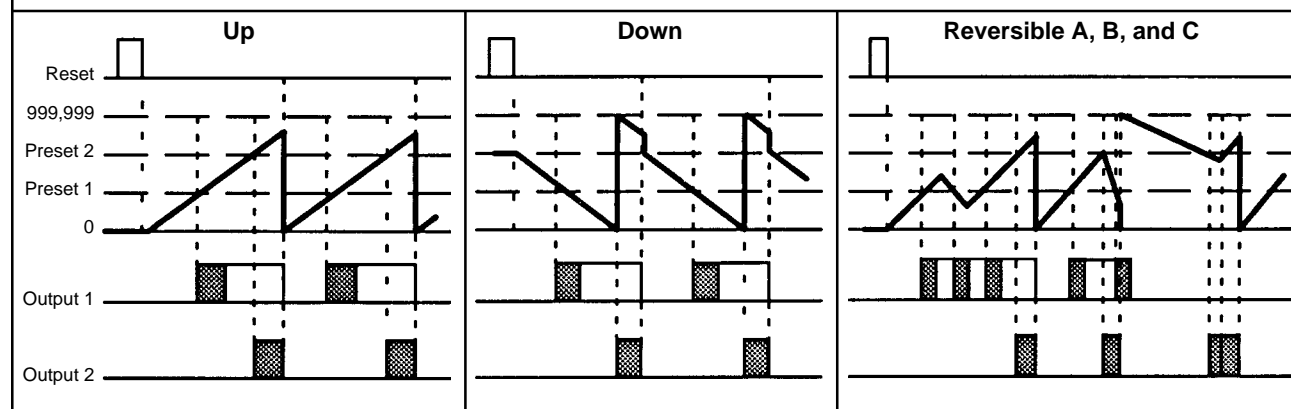 Up
Down
Reversible A, B, and C
Reset
999,999
Preset 2
Preset 1
0
Output 1
Output 2